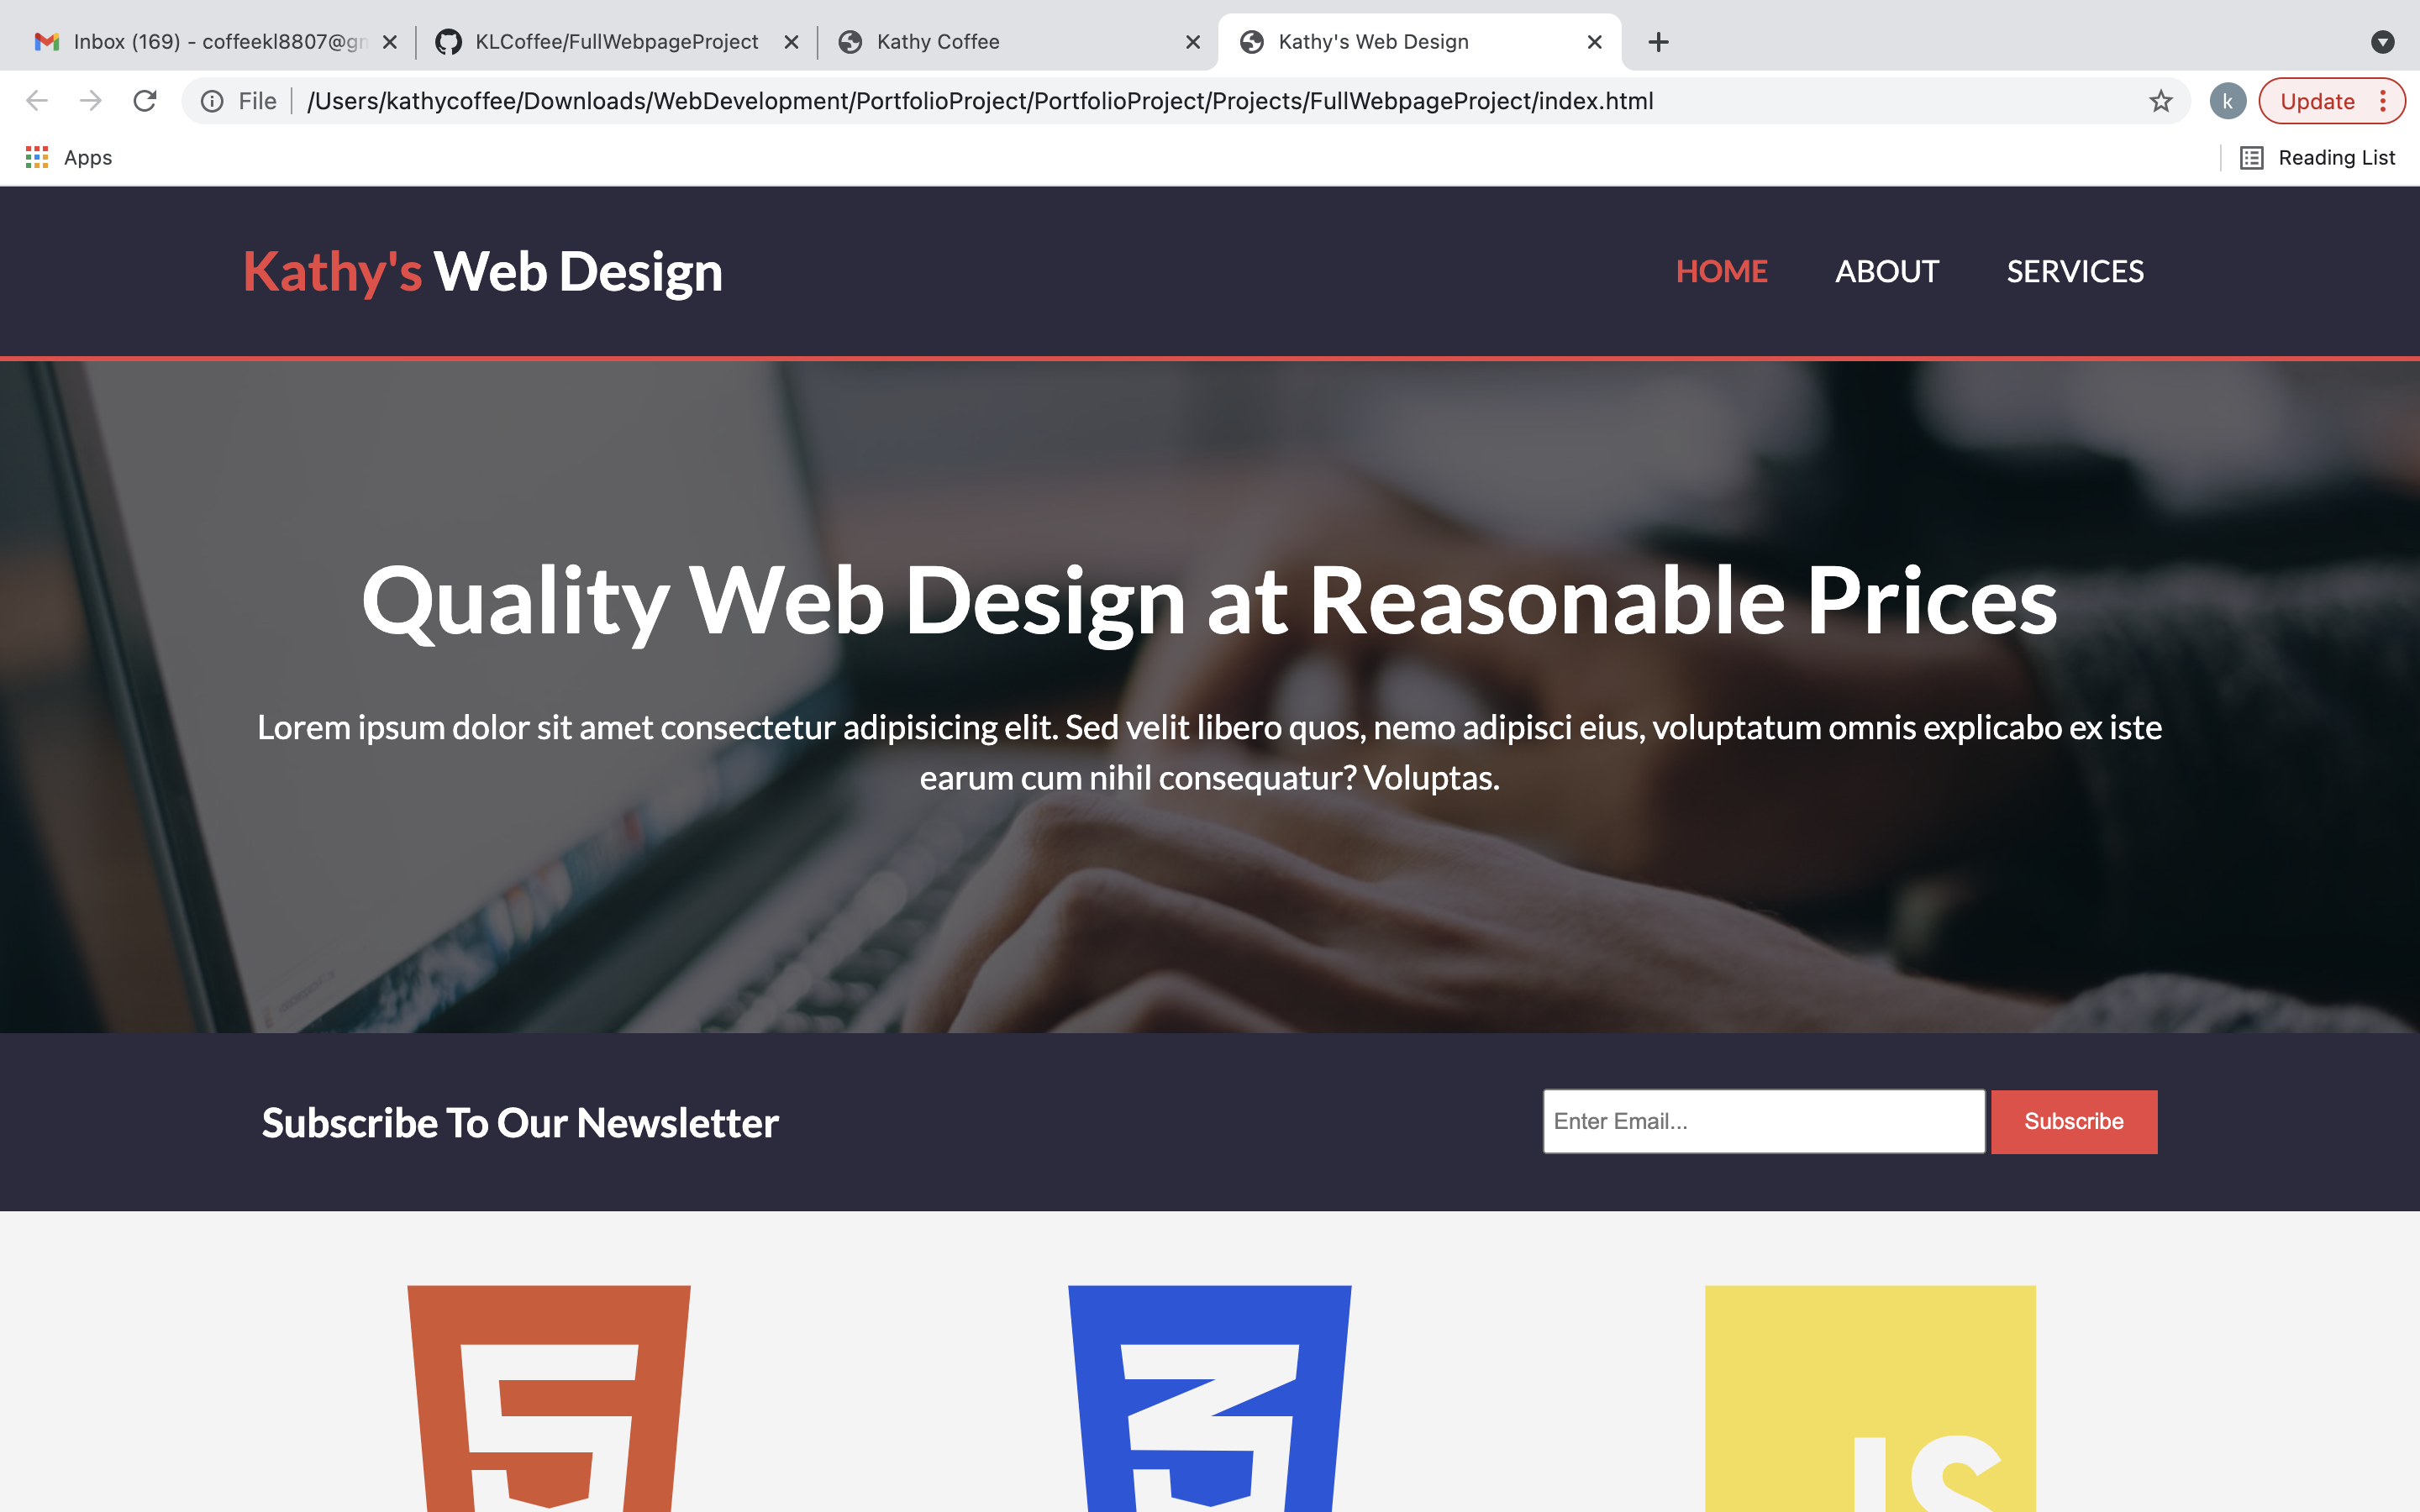 Inbox (169) - coffeekl8807@gm
KLCoffee/FullWebpageProject
Kathy Coffee
Kathy's Web Design
File
/Users/kathycoffee/Downloads/WebDevelopment/PortfolioProject/PortfolioProject/Projects/FullWebpageProject/index.html
k
Update
Apps
Reading List
Kathy's Web Design
HOME
ABOUT
SERVICES
Quality Web Design at Reasonable Prices
Lorem ipsum dolor sit amet consectetur adipisicing elit. Sed velit libero quos, nemo adipisci eius, voluptatum omnis explicabo ex iste
earum cum nihil consequatur? Voluptas.
Subscribe To Our Newsletter
Enter Email...
Subscribe
5
3
JS